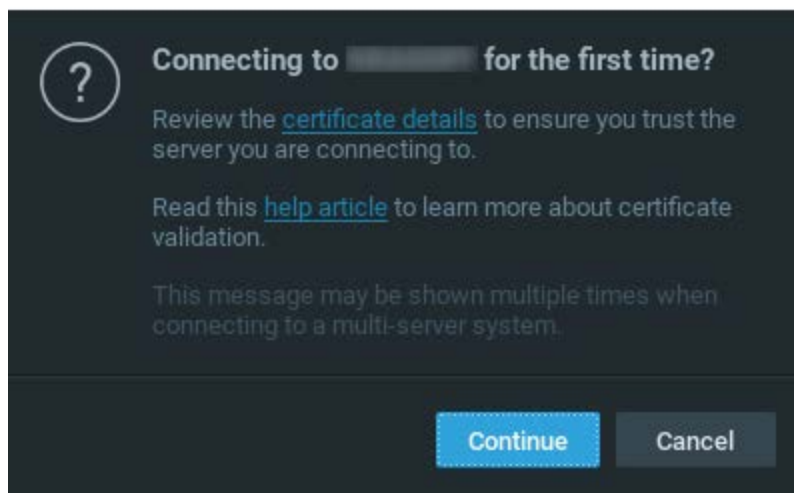 ?
Connecting to for the first time?
Review the certificate details to ensure you trust the
server you are connecting to.
Read this help article to learn more about certificate
validation.
This message may be shown multiple times when
connecting to a multi-server system.
Continue Cancel